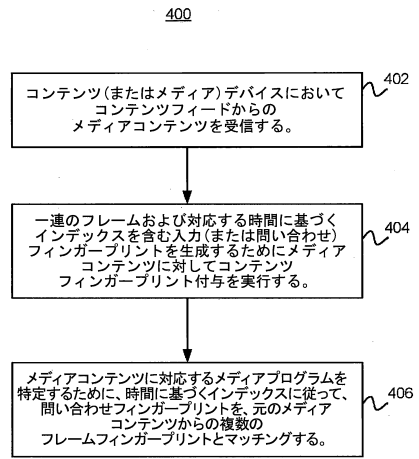 400
402
コンテンツ(またはメディア)デバイスにおいて
コンテンツフィードからの
メディアコンテンツを受信する。
404
一連のフレームおよび対応する時間に基づく
インデックスを含む入力(または問い合わせ)
フィンガープリントを生成するためにメディア
コンテンツに対してコンテンツ
フィンガープリント付与を実行する。
406
メディアコンテンツに対応するメディアプログラムを
特定するために、時間に基づくインデックスに従って、
問い合わせフィンガープリントを、元のメディア
コンテンツからの複数の
フレームフィンガープリントとマッチングする。